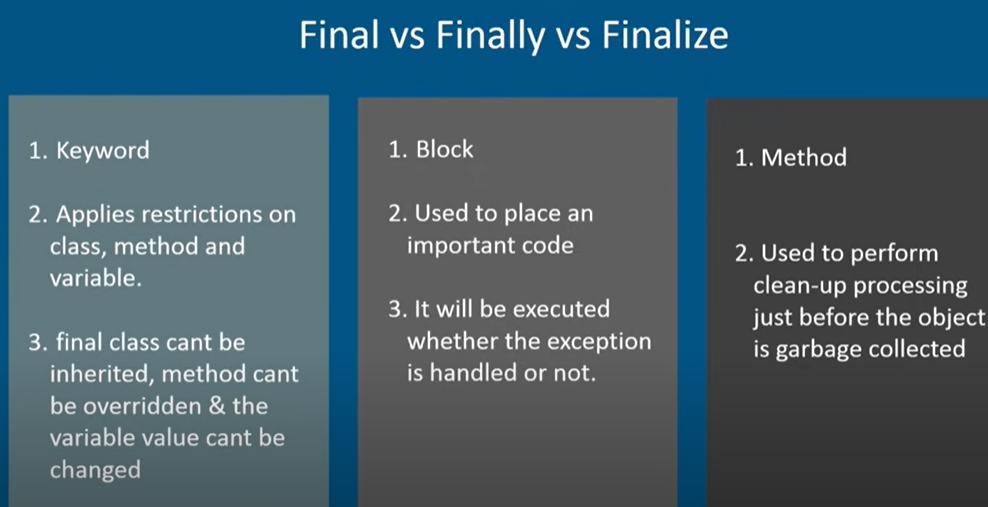 Final vs Finally vs Finalize
1. Keyword
2. Applies restrictions on
class, method and
variable.
3. final class cant be
inherited, method cant
be overridden & the
variable value cant be
changed
1. Block
2. Used to place an
important code
3. It will be executed
whether the exception
is handled or not.
1. Method
2. Used to perform
clean-up processing
just before the object
is garbage collected